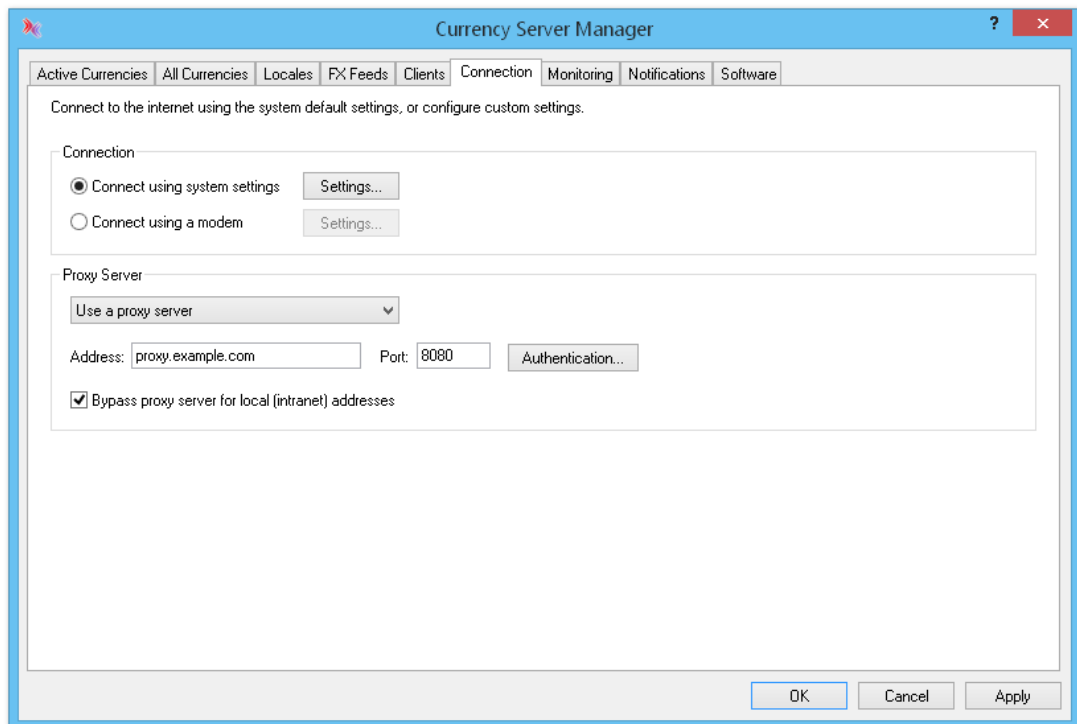 Currency Server Manager
?
Active Currencies All Currencies Locales FX Feeds Clients Connection Monitoring Notifications Software
Connect to the internet using the system default settings, or configure custom settings.
Connection
Connect using system settings Settings...
Connect using a modem Settings...
Proxy Server
Use a proxy server
Address: proxy.example.com Port: 8080 Authentication...
Bypass proxy server for local (intranet) addresses
OK Cancel Apply